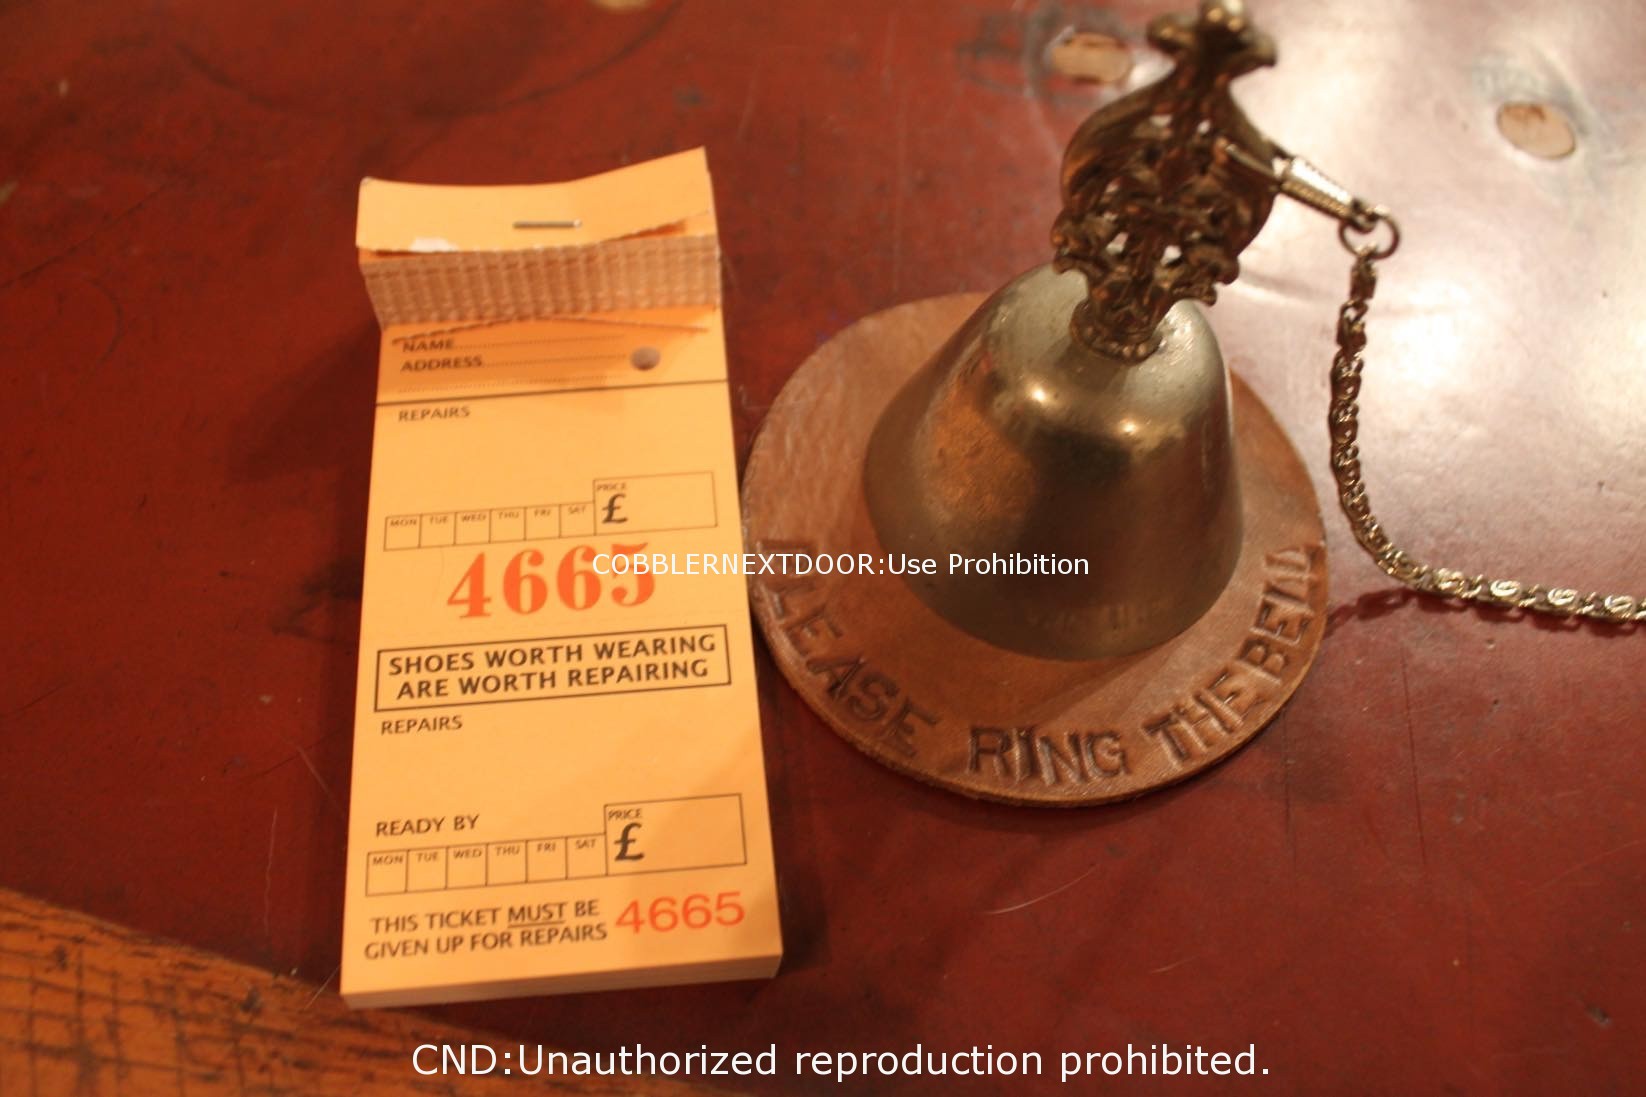 NAME
ADDRESS
REPAIRS
PRICE
£
MON TUE WED THU FRI SAT
4665
COBBLERNEXTDOOR:Use Prohibition
SHOES WORTH WEARING
ARE WORTH REPAIRING
REPAIRS
READY BY
PRICE
£
MON TUE WED THU FRI SAT
THIS TICKET MUST BE
GIVEN UP FOR REPAIRS
4665
PLEASE RING THE BELL
CND:Unauthorized reproduction prohibited.